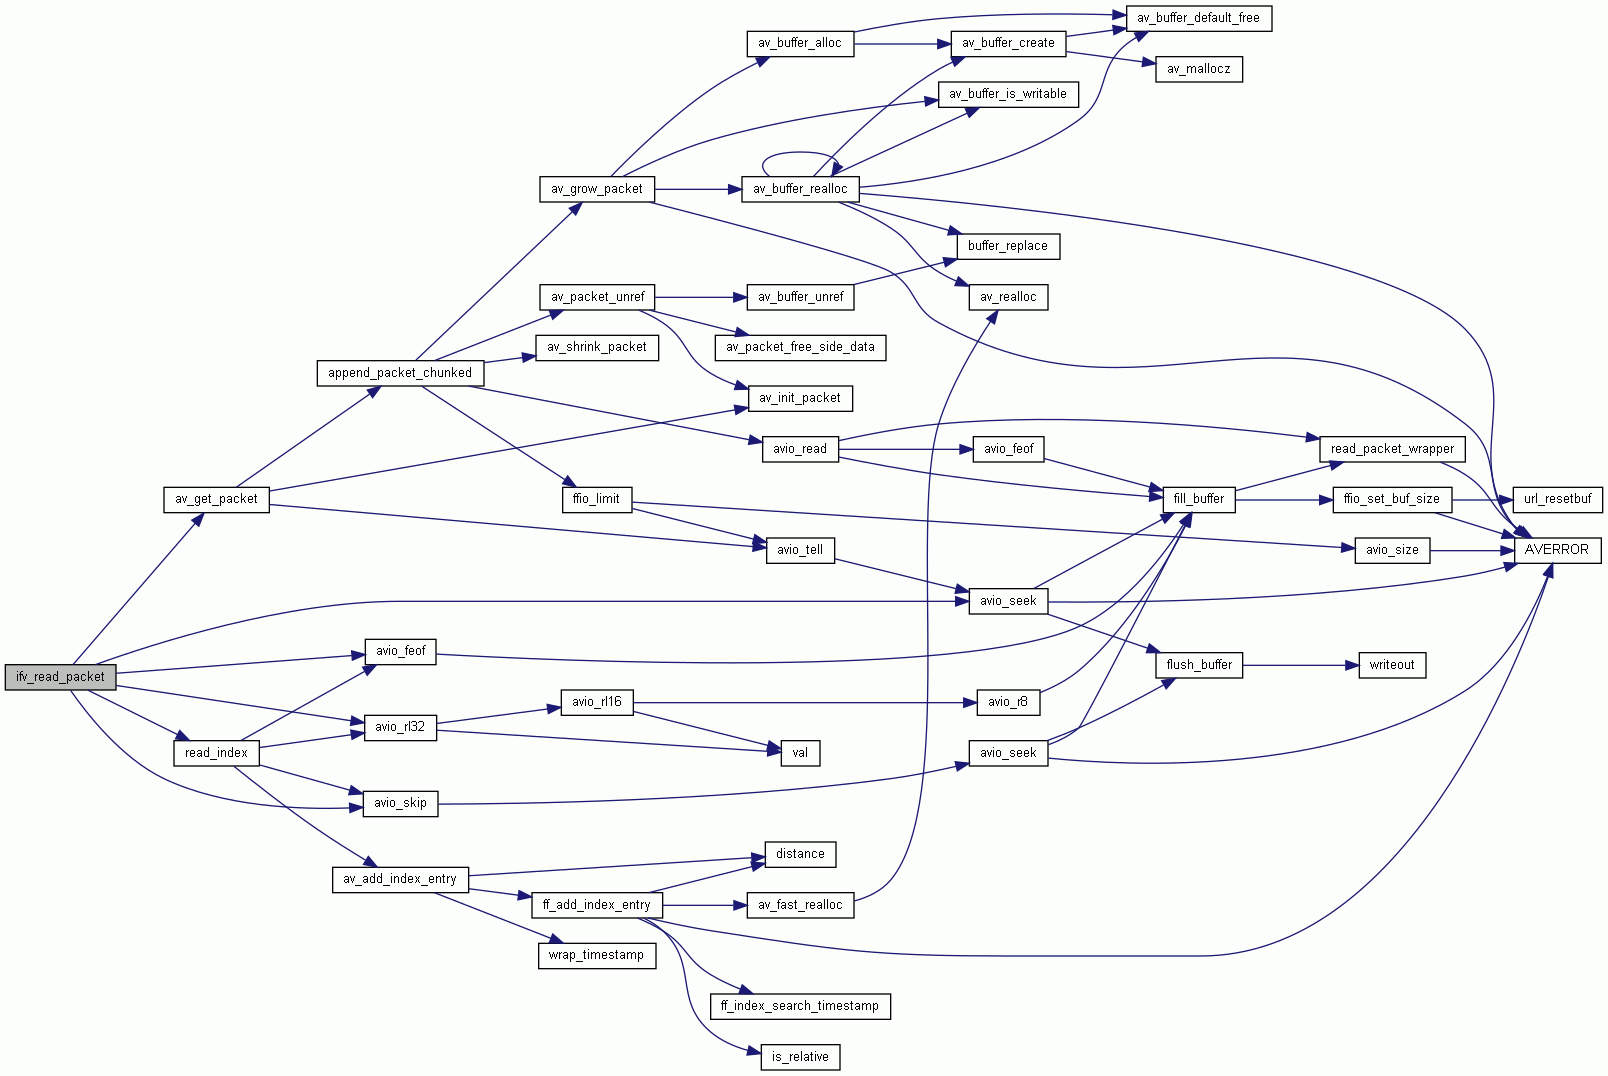 av_buffer_default_free
av_buffer_alloc
av_buffer_create
av_mallocz
av_buffer_is_writable
av_grow_packet
av_buffer_realloc
buffer_replace
av_packet_unref
av_buffer_unref
av_realloc
av_shrink_packet
av_packet_free_side_data
append_packet_chunked
av_init_packet
avio_read
avio_feof
read_packet_wrapper
av_get_packet
ffio_limit
fill_buffer
ffio_set_buf_size
url_resetbuf
avio_tell
avio_size
AVERROR
avio_seek
avio_feof
flush_buffer
writeout
ifv_read_packet
avio_rl16
avio_r8
avio_rl32
read_index
val
avio_seek
avio_skip
distance
av_add_index_entry
ff_add_index_entry
av_fast_realloc
wrap_timestamp
ff_index_search_timestamp
is_relative